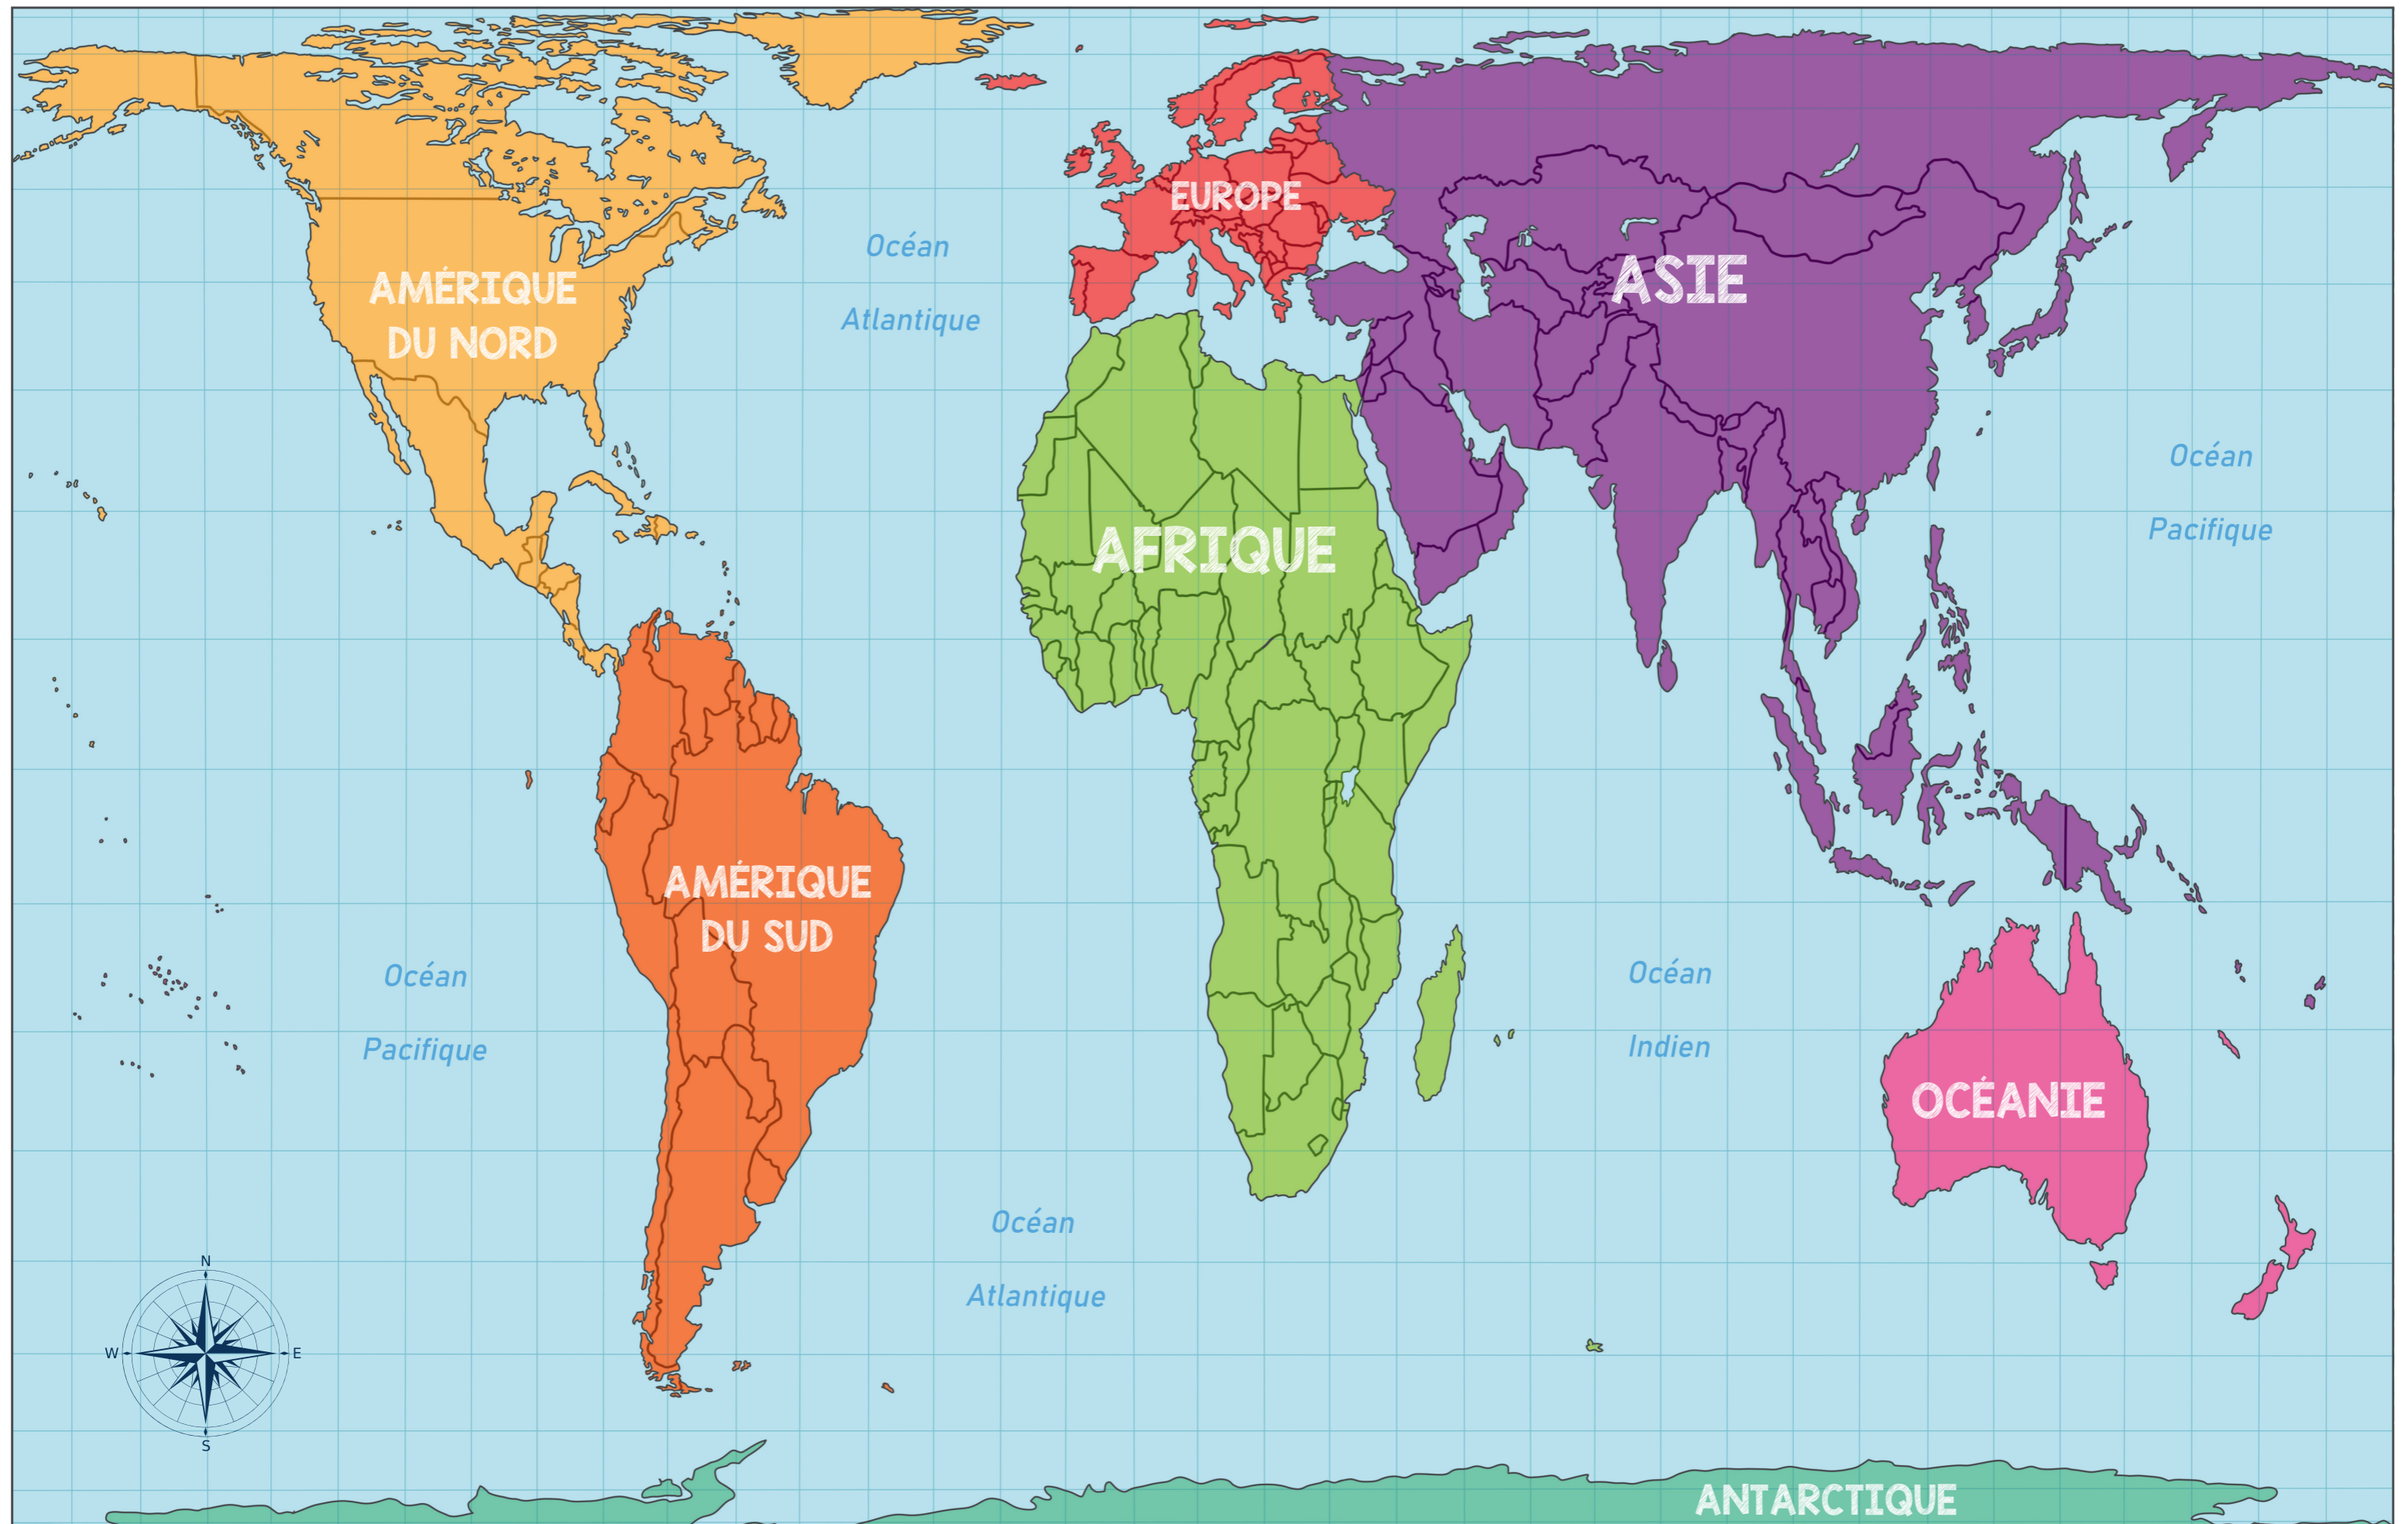 EUROPE
Océan
Atlantique
AMÉRIQUE
DU NORD
ASIE
Océan
Pacifique
AFRIQUE
AMÉRIQUE
DU SUD
Océan
Pacifique
Océan
Indien
OCÉANIE
Océan
Atlantique
N
W
E
S
ANTARCTIQUE